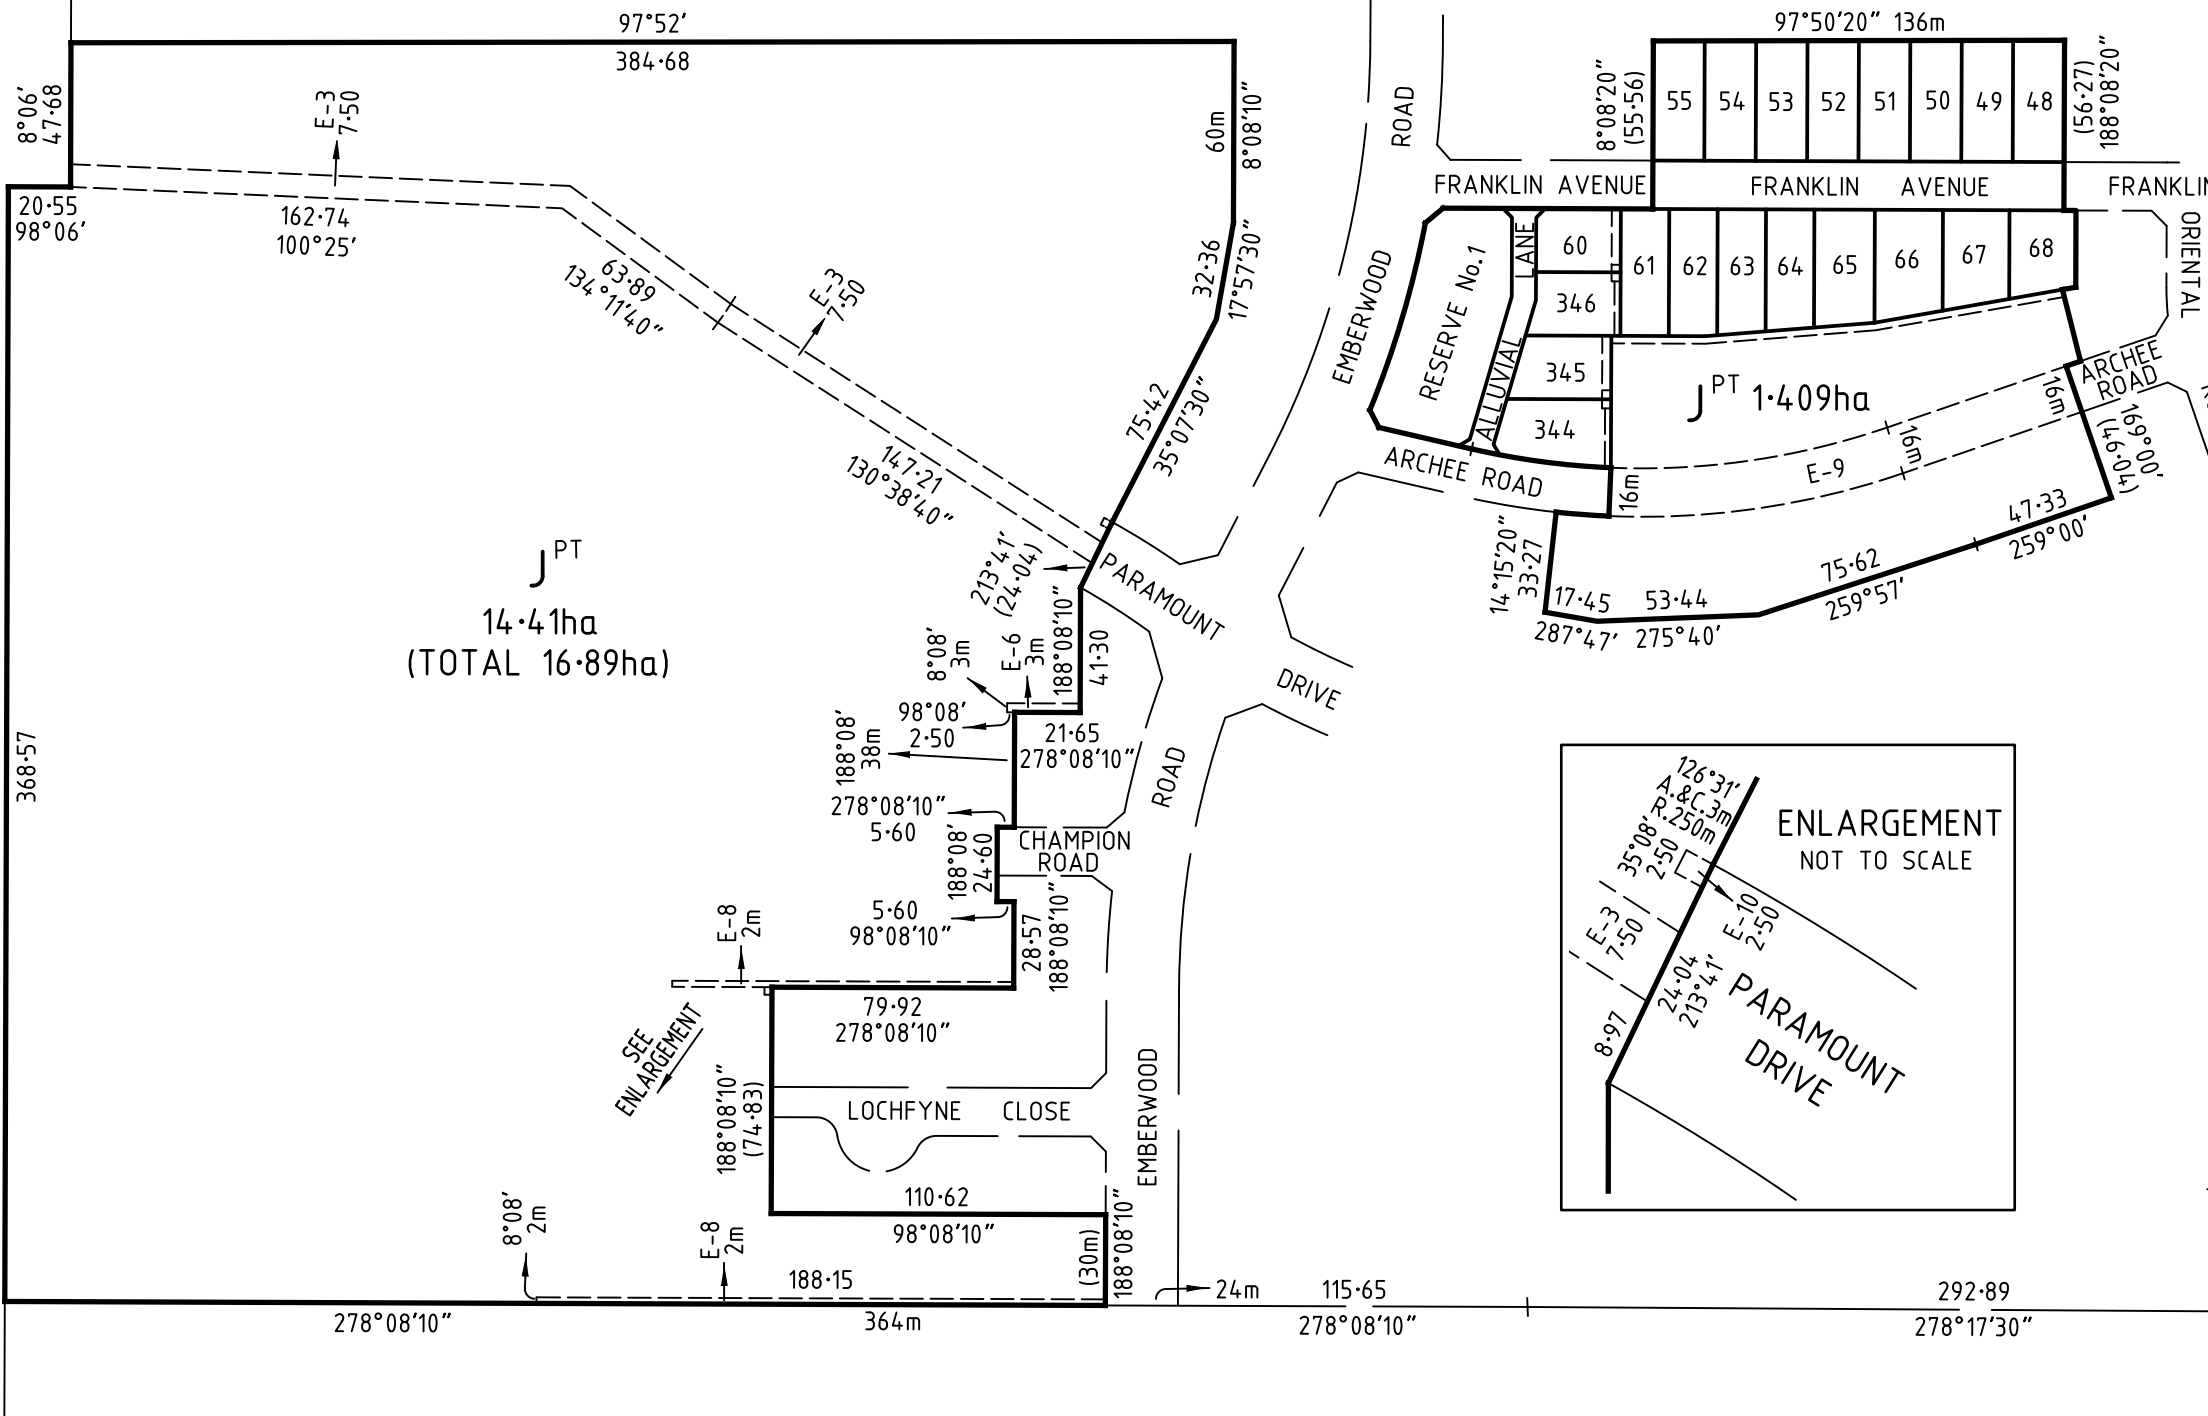 97°52'
384·68
8°06'
47·68
E-3
7·50
20·55
98°06'
162·74
100°25'
63·89
134°11'40"
E-3
7·50
60m
8°08'10"
32·36
17°57'30"
75·42
35°07'30"
147·21
130°38'40"
J PT
14·41ha
(TOTAL 16·89ha)
368·57
213°41'
(24·04)
PARAMOUNT
DRIVE
188°08'10"
41·30
E-6
3m
8°08'
3m
98°08'
2·50
21·65
278°08'10"
188°08'
38m
278°08'10"
5·60
188°08'
24·60
CHAMPION
ROAD
5·60
98°08'10"
28·57
188°08'10"
E-8
2m
79·92
278°08'10"
SEE
ENLARGEMENT
188°08'10"
(74·83)
LOCHFYNE CLOSE
110·62
98°08'10"
(30m)
188°08'10"
EMBERWOOD
ROAD
8°08'
2m
E-8
2m
188·15
278°08'10"
364m
24m
115·65
278°08'10"
292·89
278°17'30"
EMBERWOOD
ROAD
97°50'20" 136m
8°08'20"
(55·56)
55
54
53
52
51
50
49
48
(56·27)
188°08'20"
FRANKLIN AVENUE
FRANKLIN AVENUE
FRANKLIN
ORIENTAL
RESERVE No.1
ALLUVIAL
LANE
60
346
345
344
61
62
63
64
65
66
67
68
J PT 1·409ha
ARCHEE
ROAD
16m
16m
E-9
169°00'
(46·04)
ARCHEE ROAD
16m
14°15'20"
33·27
17·45
287°47'
53·44
275°40'
75·62
259°57'
47·33
259°00'
ENLARGEMENT
NOT TO SCALE
126°31'
A.&C.3m
R.250m
35°08'
2·50
E-3
7·50
E-10
2·50
24·04
213°41'
8·97
PARAMOUNT
DRIVE